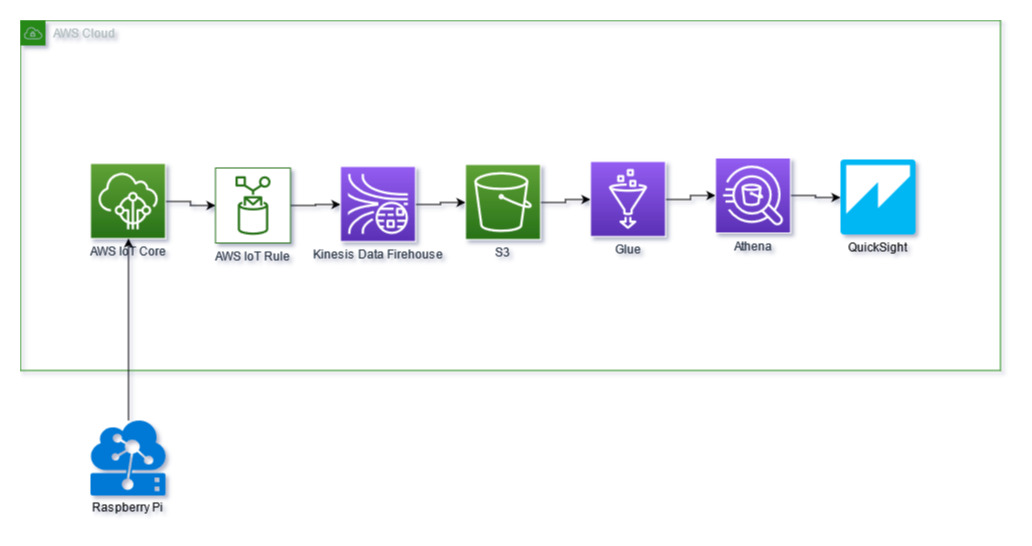 AWS Cloud
AWS IoT Core
AWS IoT Rule
Kinesis Data Firehouse
S3
Glue
Athena
QuickSight
Raspberry Pi